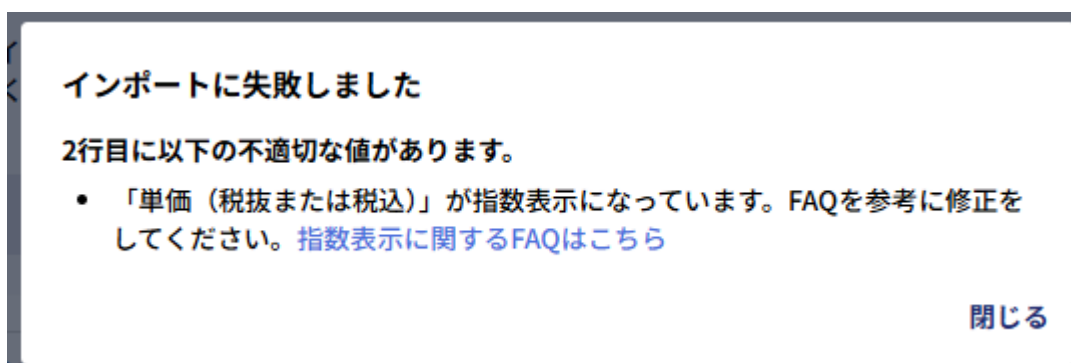 インポートに失敗しました
2行目に以下の不適切な値があります。
• 「単価（税抜または税込）」が指数表示になっています。FAQを参考に修正を
してください。指数表示に関するFAQはこちら
閉じる